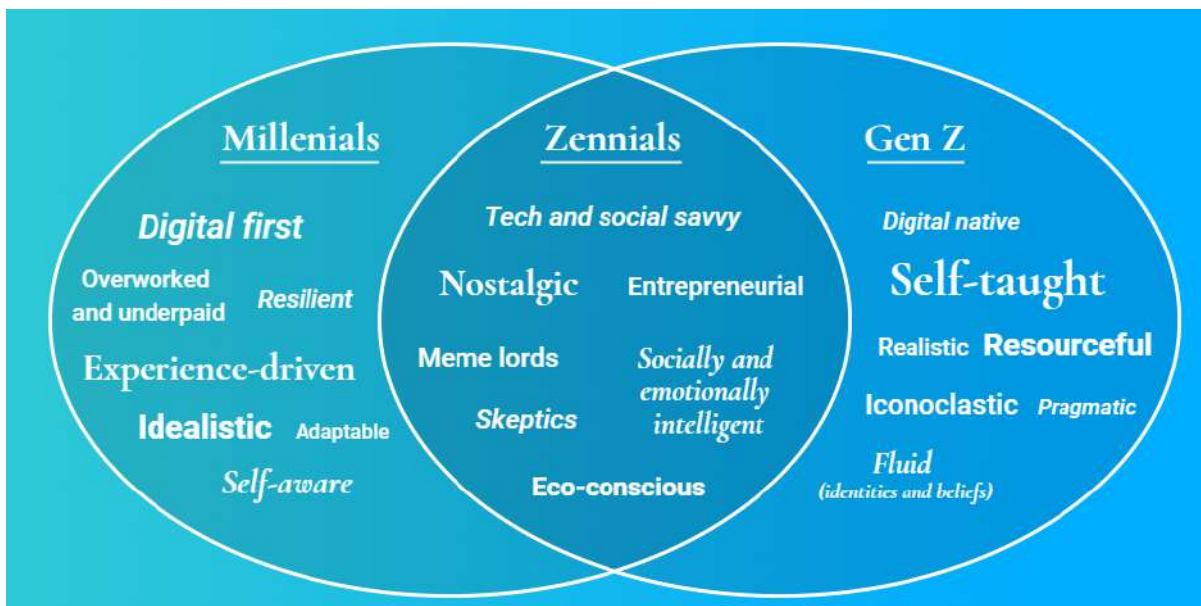 Millenials
Digital first
Overworked
and underpaid
Resilient
Experience-driven
Idealistic
Adaptable
Self-aware
Zennials
Tech and social savvy
Nostalgic
Entrepreneurial
Meme lords
Socially and
emotionally
intelligent
Skeptics
Eco-conscious
Gen Z
Digital native
Self-taught
Realistic
Resourceful
Iconoclastic
Pragmatic
Fluid
(identities and beliefs)